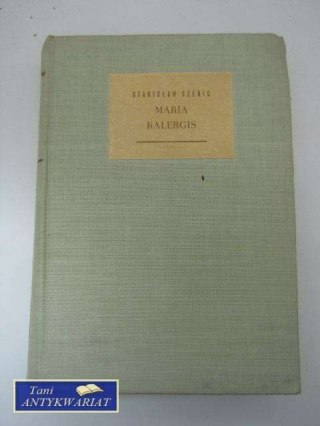 STANISŁAW SZENIC
MARIA
KALERGIS
Tani
ANTYKWARIAT